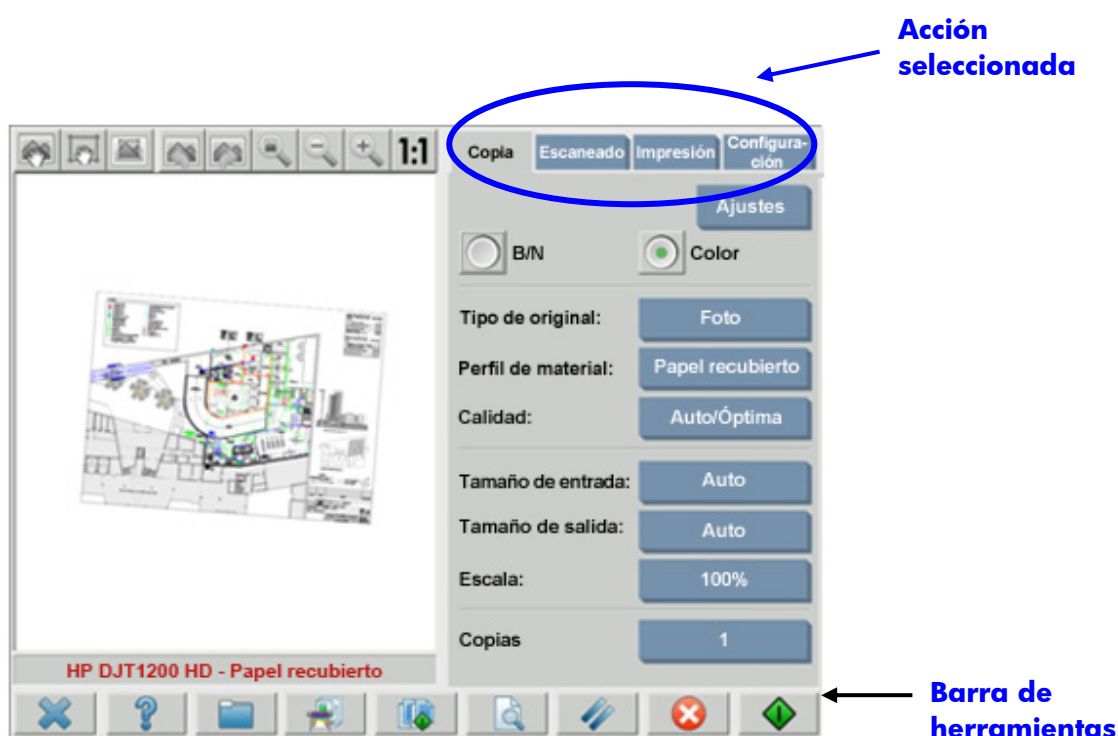 Acción
seleccionada
1:1
Copia
Escaneado
Impresión
Configura-
ción
Ajustes
B/N
Color
Tipo de original:
Foto
Perfil de material:
Papel recubierto
Calidad:
Auto/Óptima
Tamaño de entrada:
Auto
Tamaño de salida:
Auto
Escala:
100%
Copias
1
HP DJT1200 HD - Papel recubierto
Barra de
herramientas